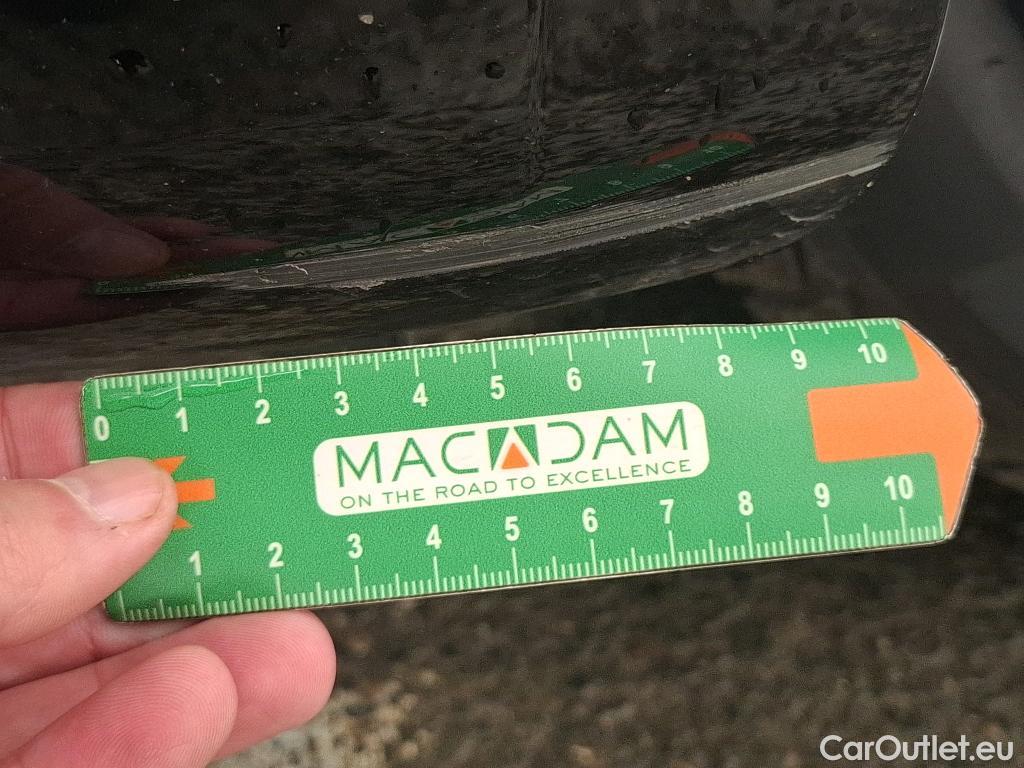 0 1 2 3 4 5 6 7 8 9 10
MACADAM
ON THE ROAD TO EXCELLENCE
1 2 3 4 5 6 7 8 9 10
CarOutlet.eu